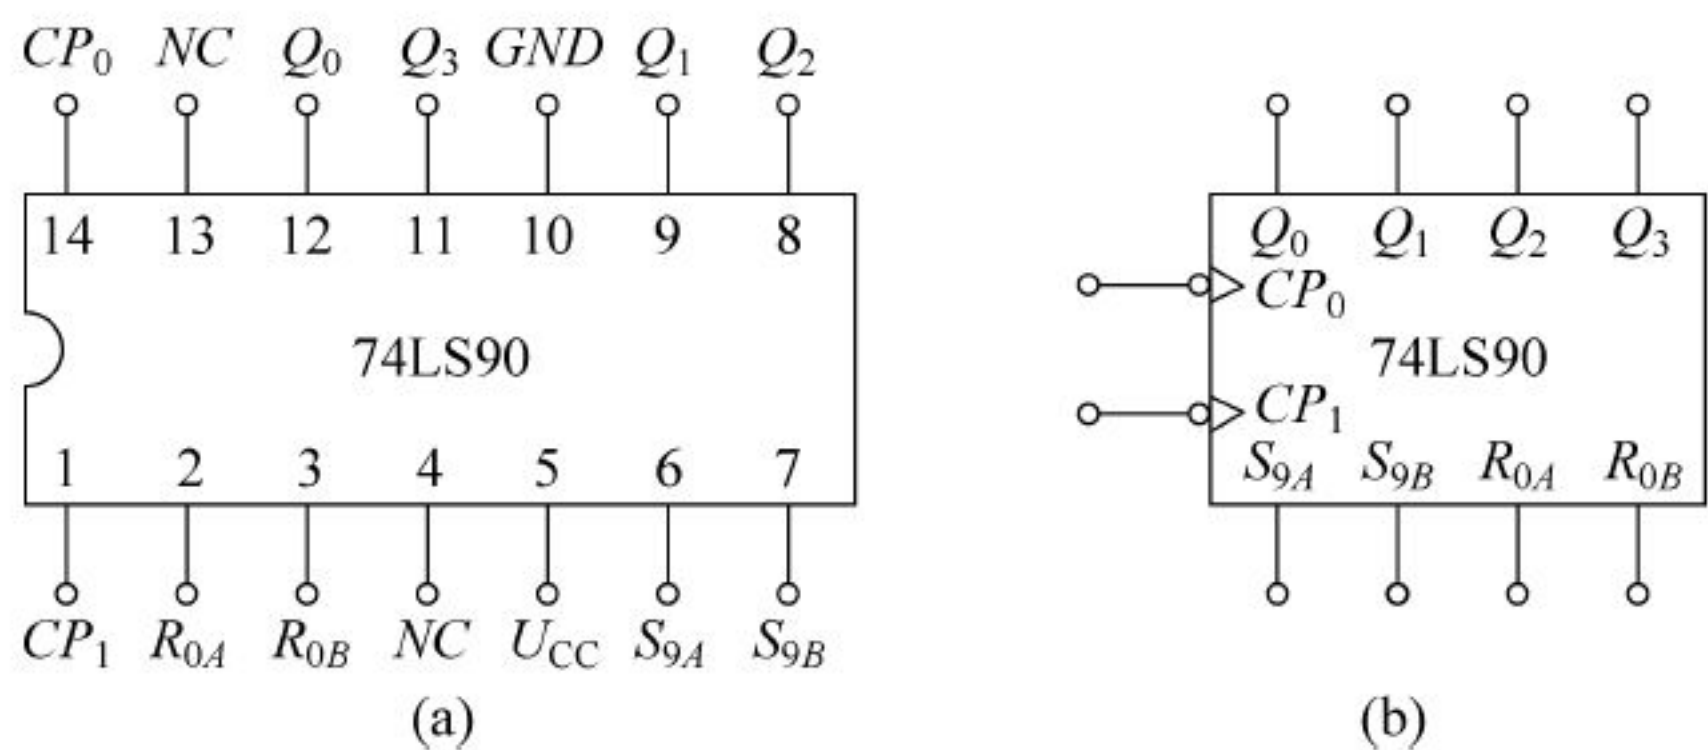 CP₀ NC Q₀ Q₃ GND Q₁ Q₂
14 13 12 11 10 9 8
74LS90
1 2 3 4 5 6 7
CP₁ R₀A R₀B NC U_CC S₉A S₉B
(a)
Q₀ Q₁ Q₂ Q₃
CP₀
74LS90
CP₁
S₉A S₉B R₀A R₀B
(b)